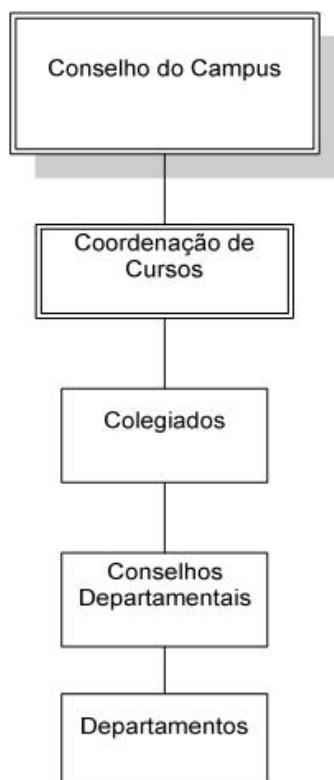 Conselho do Campus
Coordenação de
Cursos
Colegiados
Conselhos
Departamentais
Departamentos